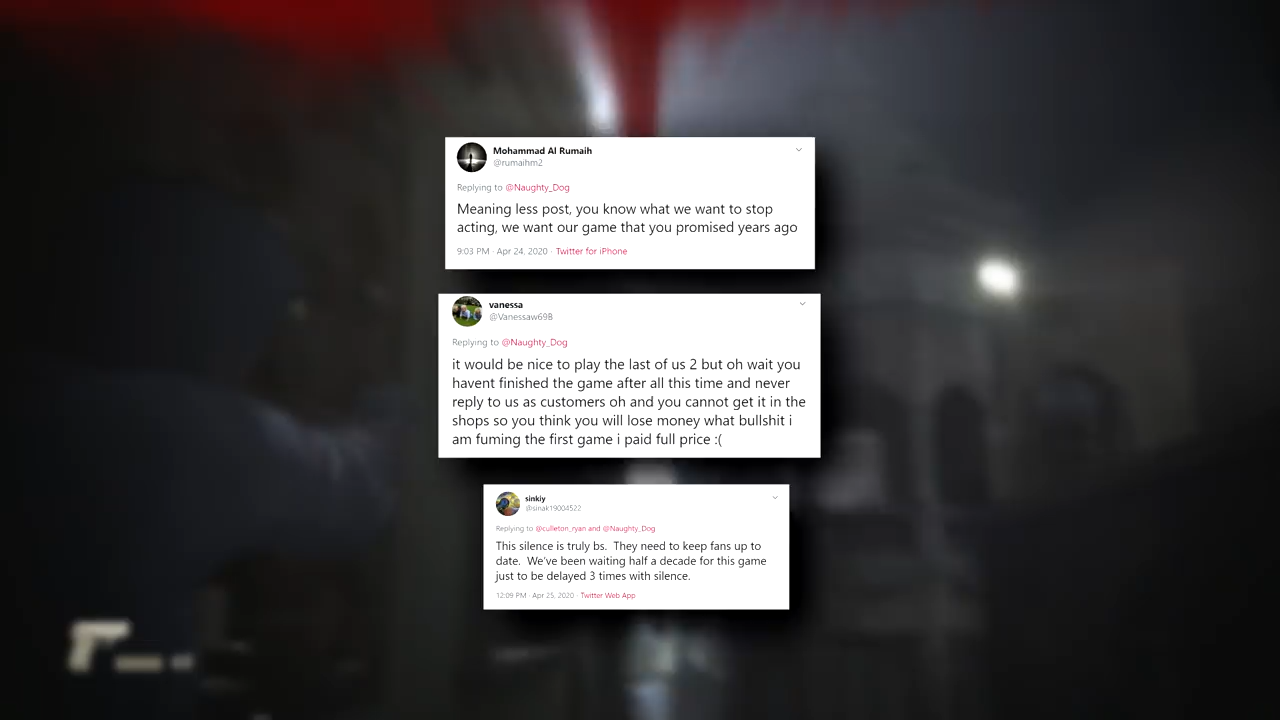 Mohammad Al Rumaih
@rumaihm2
Replying to @Naughty_Dog
Meaning less post, you know what we want to stop
acting, we want our game that you promised years ago
9:03 PM · Apr 24, 2020 · Twitter for iPhone
vanessa
@Vanessaw69B
Replying to @Naughty_Dog
it would be nice to play the last of us 2 but oh wait you
havent finished the game after all this time and never
reply to us as customers oh and you cannot get it in the
shops so you think you will lose money what bullshit i
am fuming the first game i paid full price :(
sinkiy
@sinak19004522
Replying to @culleton_ryan and @Naughty_Dog
This silence is truly bs.  They need to keep fans up to
date.  We've been waiting half a decade for this game
just to be delayed 3 times with silence.
12:09 PM · Apr 25, 2020 · Twitter Web App